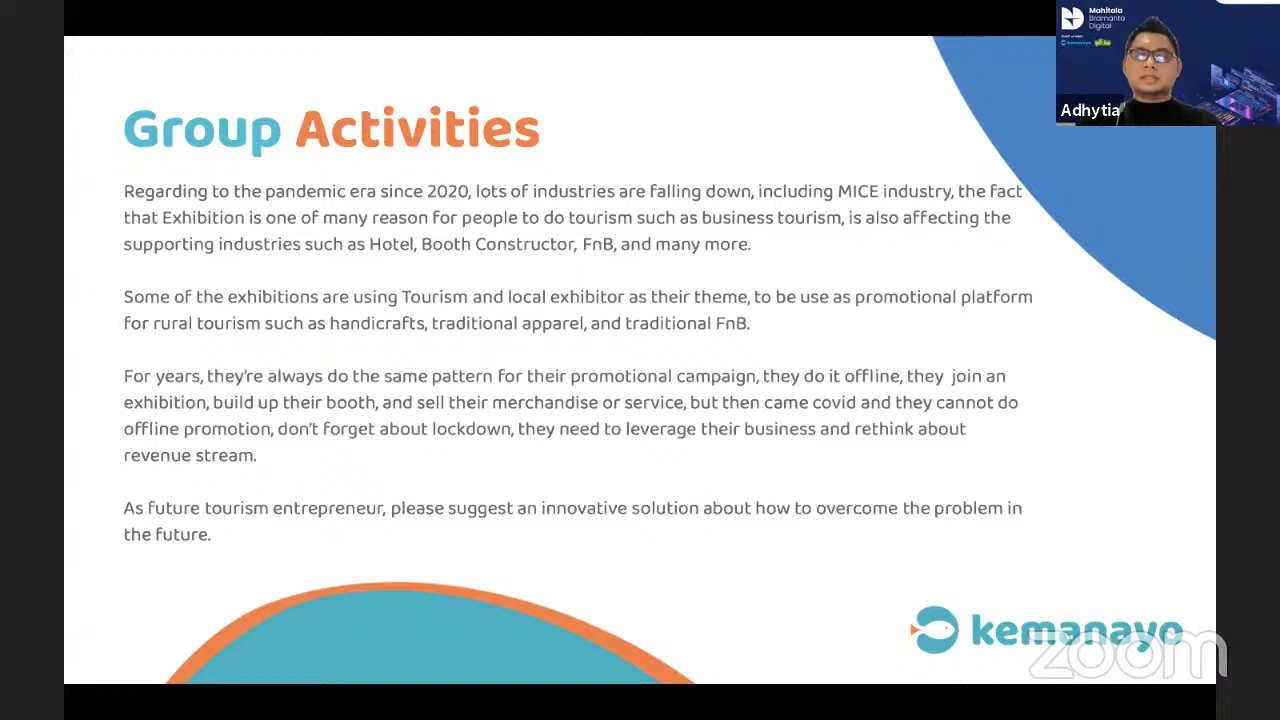 Group Activities
Regarding to the pandemic era since 2020, lots of industries are falling down, including MICE industry, the fact
that Exhibition is one of many reason for people to do tourism such as business tourism, is also affecting the
supporting industries such as Hotel, Booth Constructor, FnB, and many more.
Some of the exhibitions are using Tourism and local exhibitor as their theme, to be use as promotional platform
for rural tourism such as handicrafts, traditional apparel, and traditional FnB.
For years, they're always do the same pattern for their promotional campaign, they do it offline, they join an
exhibition, build up their booth, and sell their merchandise or service, but then came covid and they cannot do
offline promotion, don't forget about lockdown, they need to leverage their business and rethink about
revenue stream.
As future tourism entrepreneur, please suggest an innovative solution about how to overcome the problem in
the future.
kemanayo
zoom
Mahitala
Bramanta
Digital
kemanayo
Adhytia